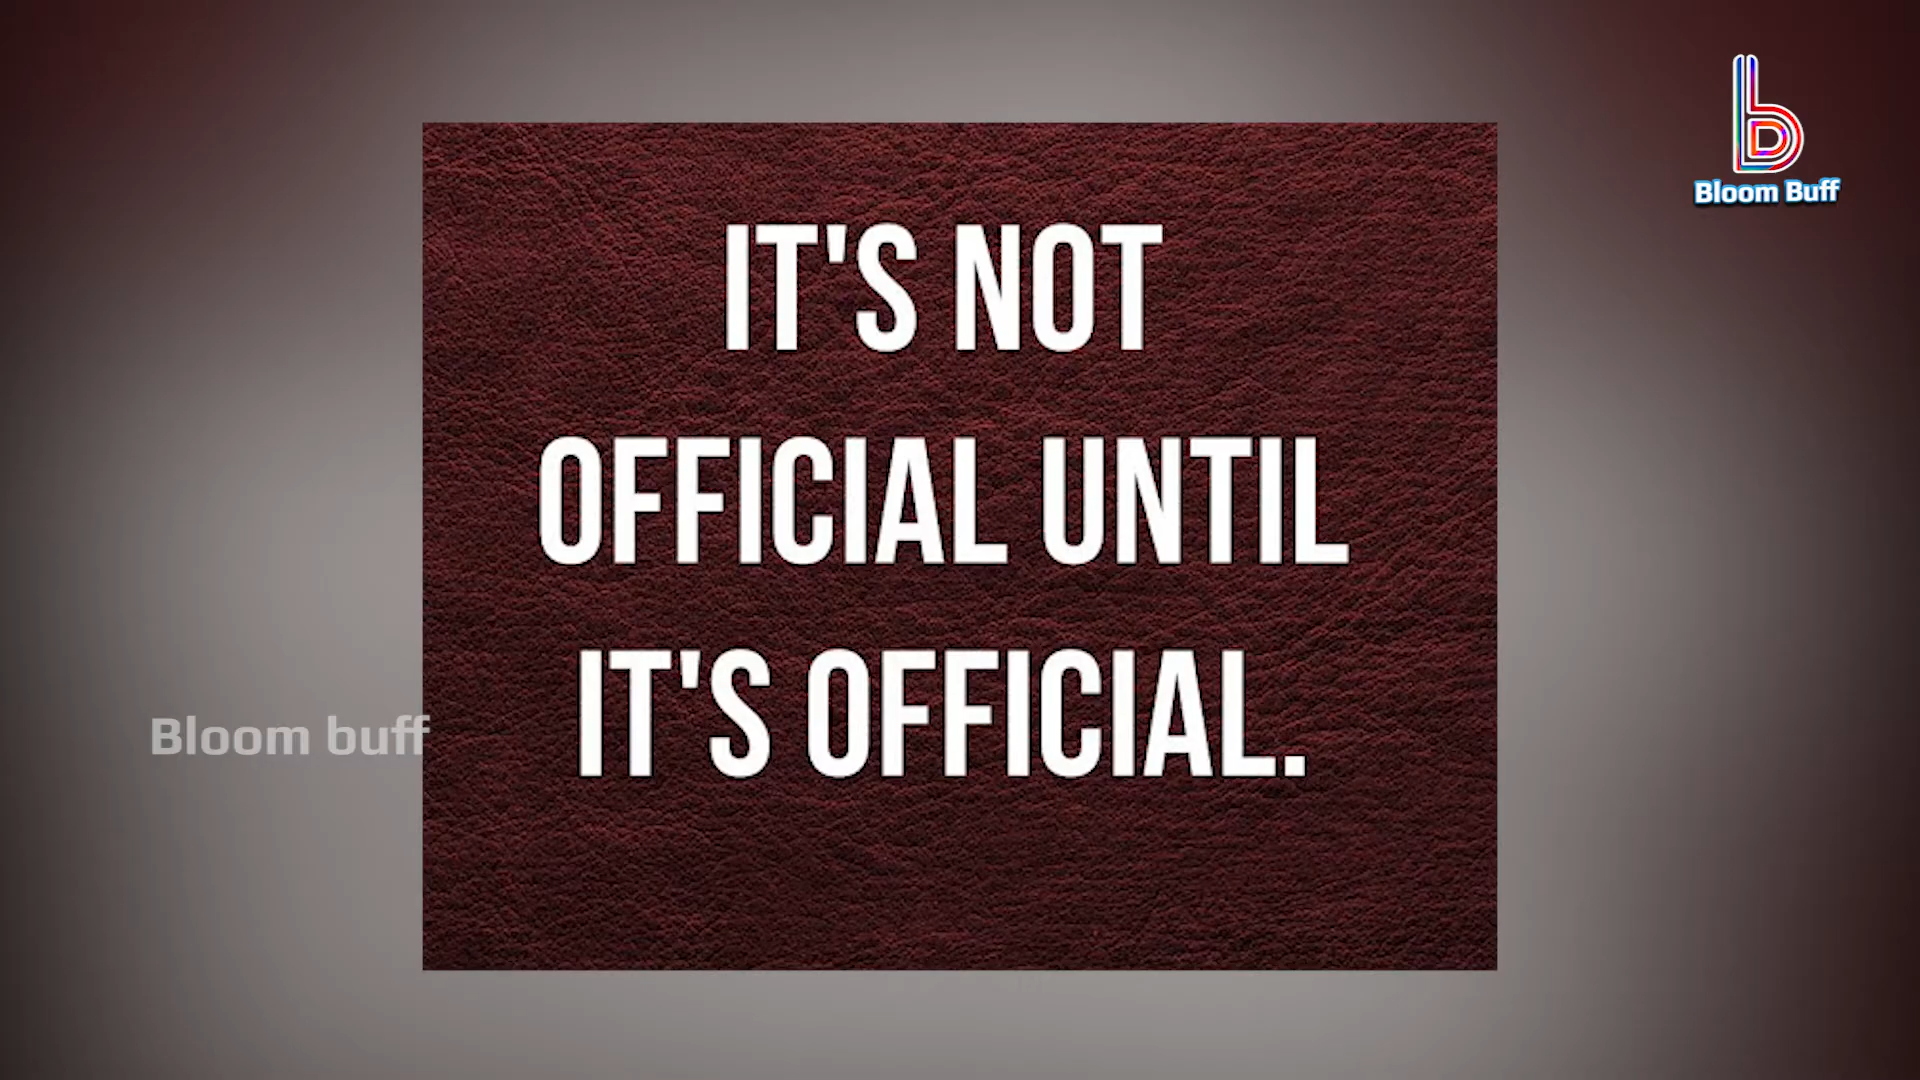 Bloom Buff
IT'S NOT
OFFICIAL UNTIL
IT'S OFFICIAL.
Bloom buff